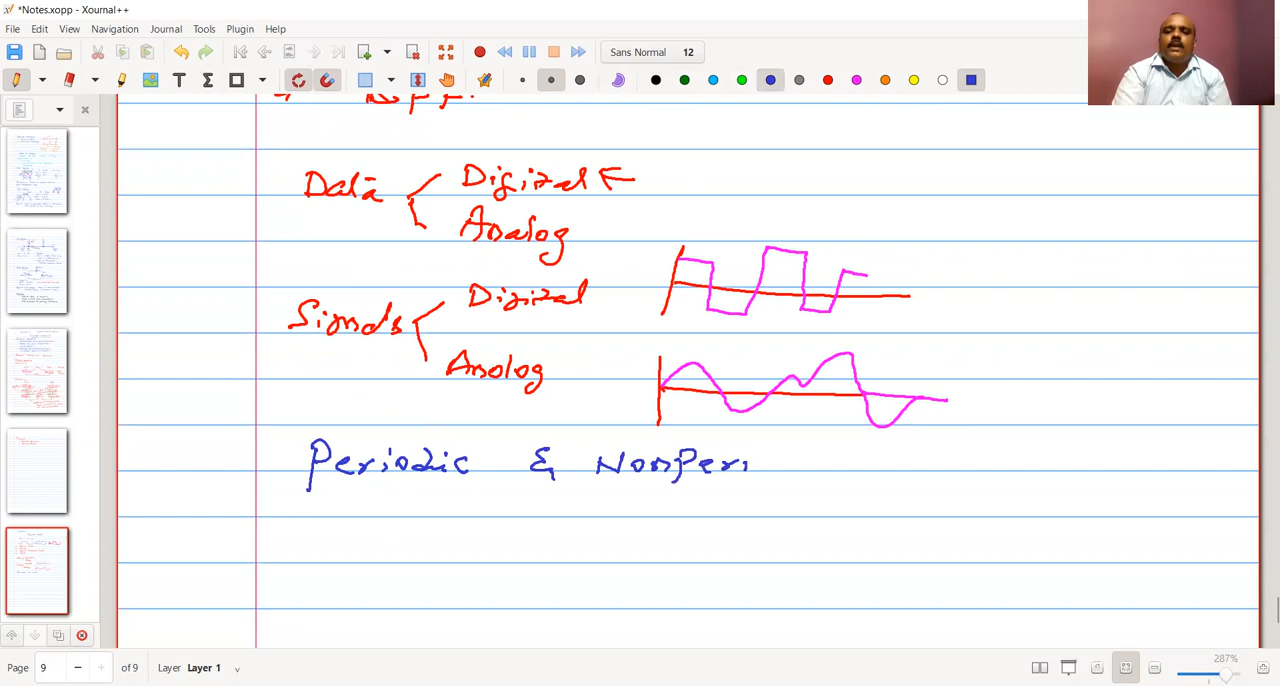 *Notes.xopp - Xournal++
File Edit View Navigation Journal Tools Plugin Help
Sans Normal 12
Data Digital
Analog
Signals Digital
Analog
Periodic & NonPeri
Page 9 of 9 Layer Layer 1 287%